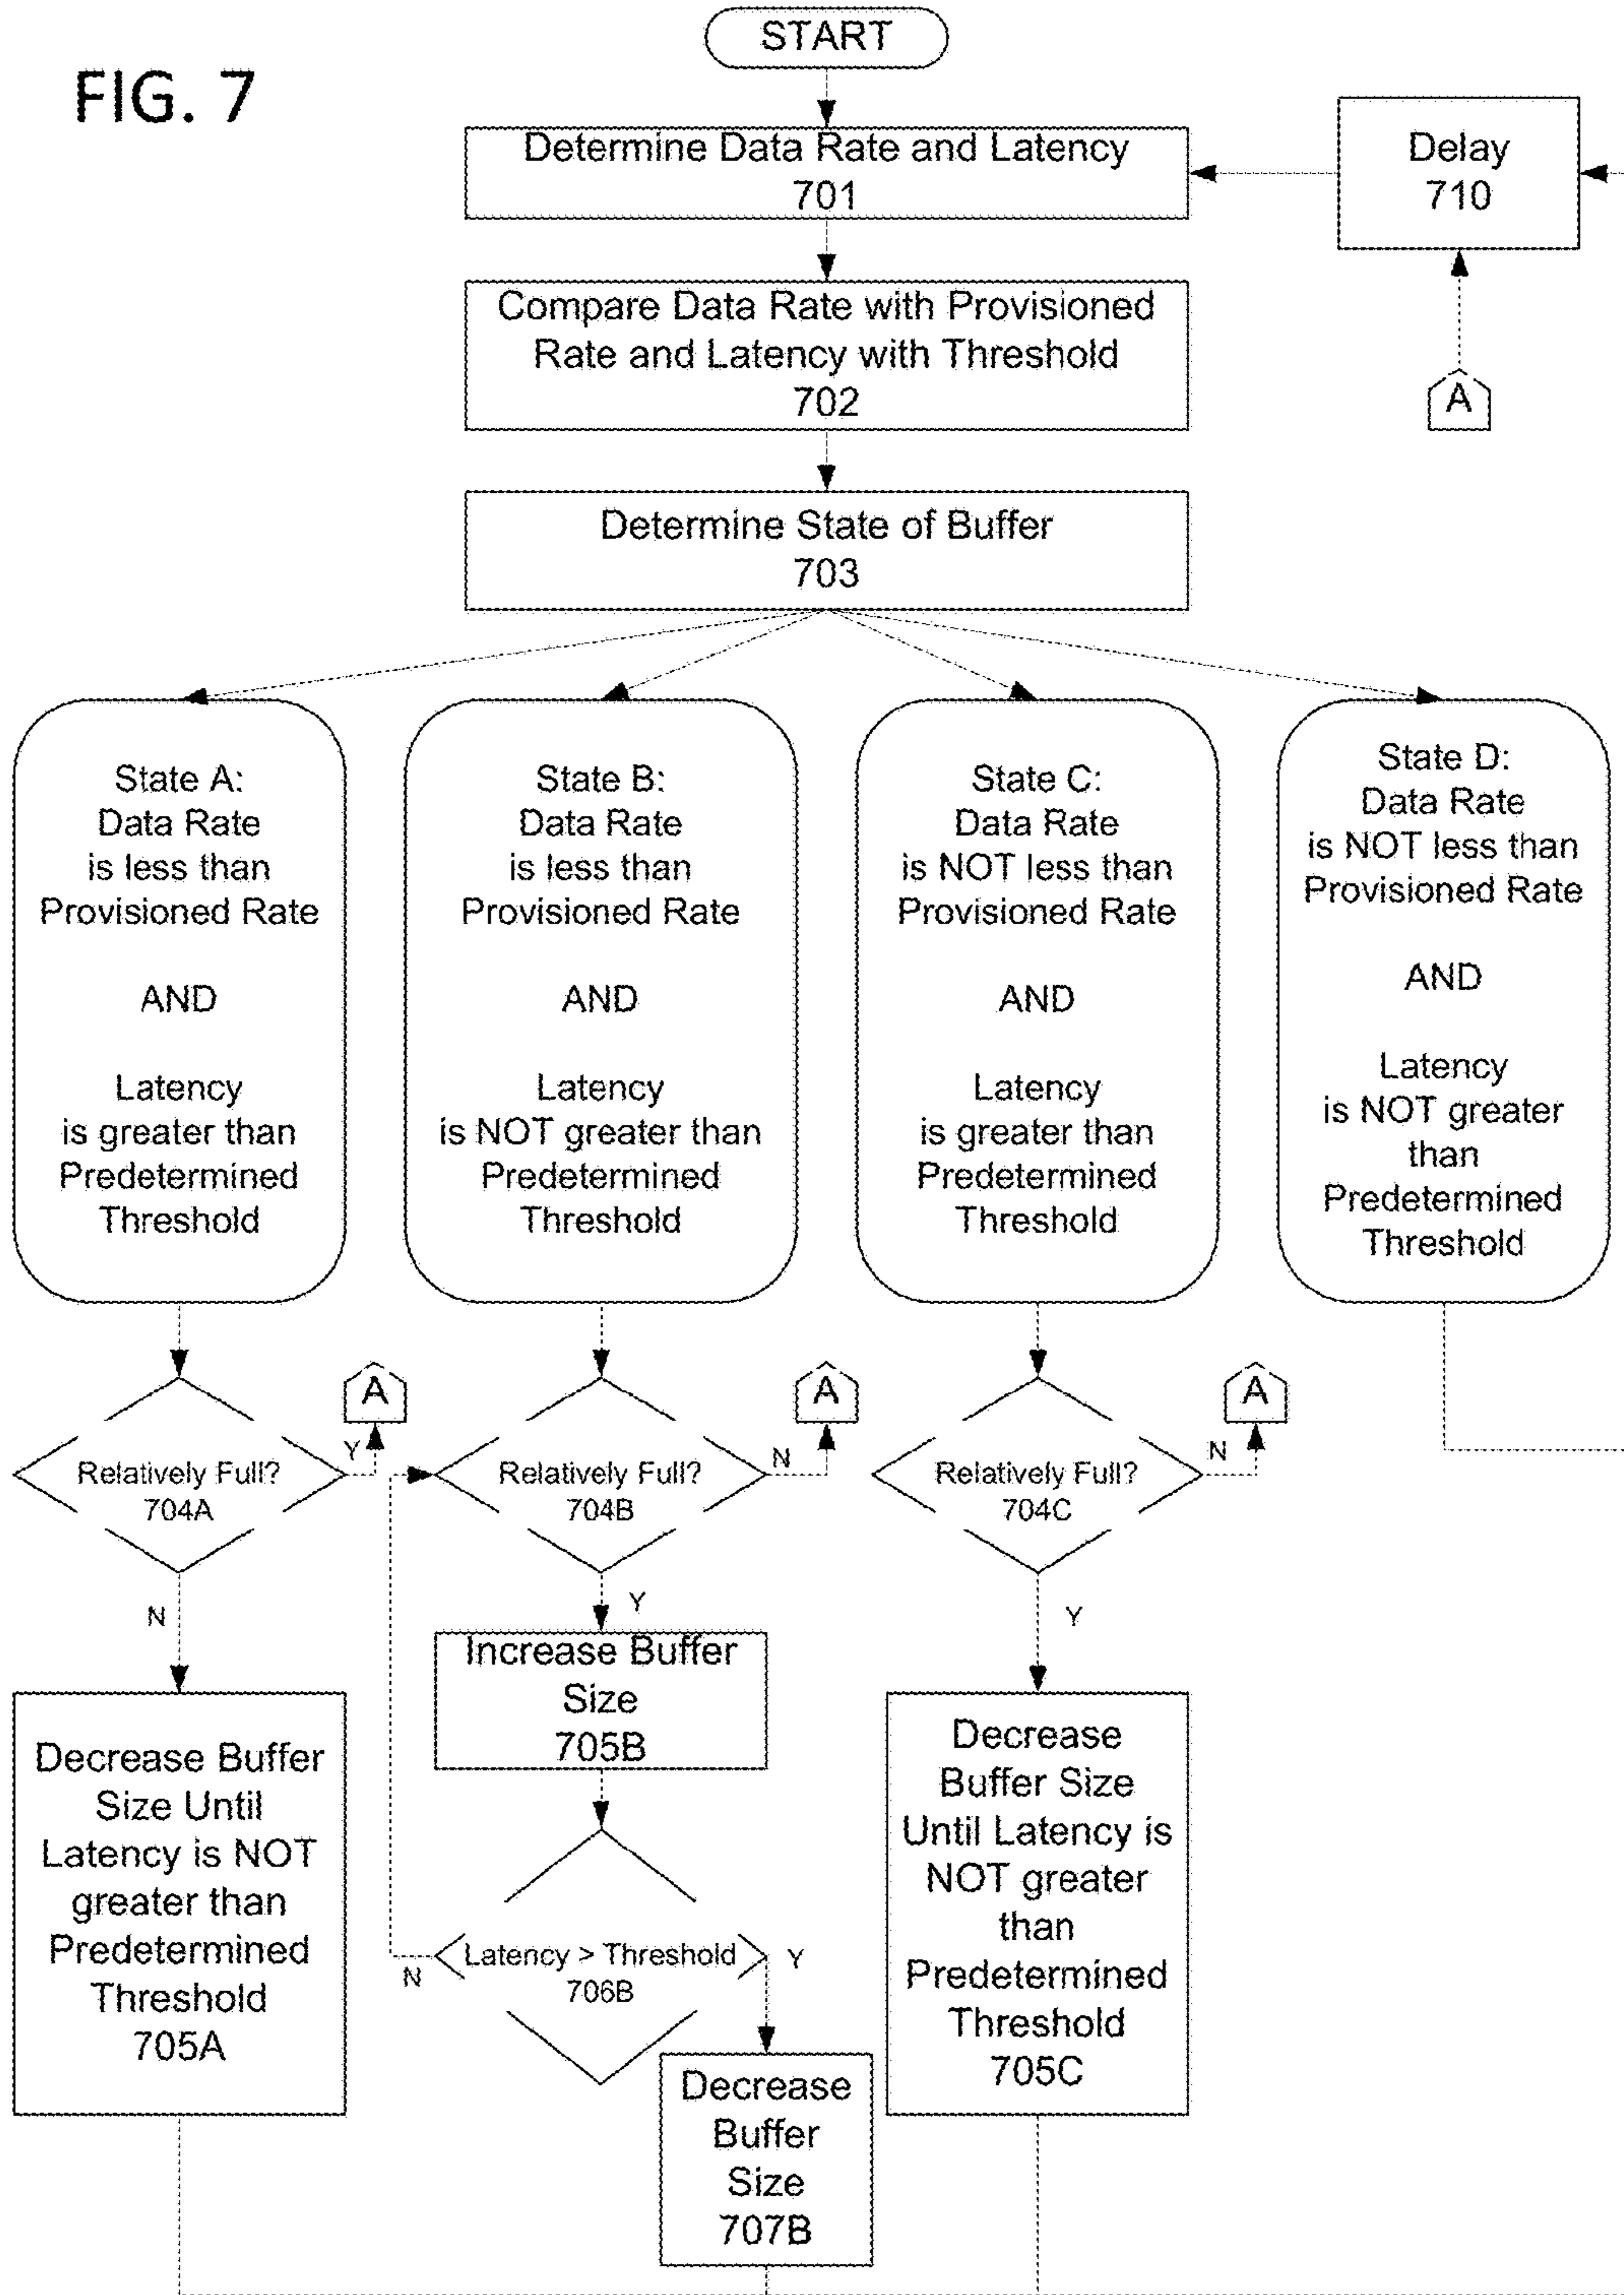 FIG. 7
START
Determine Data Rate and Latency
701
Delay
710
Compare Data Rate with Provisioned
Rate and Latency with Threshold
702
A
Determine State of Buffer
703
State A:
Data Rate
is less than
Provisioned Rate
AND
Latency
is greater than
Predetermined
Threshold
State B:
Data Rate
is less than
Provisioned Rate
AND
Latency
is NOT greater than
Predetermined
Threshold
State C:
Data Rate
is NOT less than
Provisioned Rate
AND
Latency
is greater than
Predetermined
Threshold
State D:
Data Rate
is NOT less than
Provisioned Rate
AND
Latency
is NOT greater
than
Predetermined
Threshold
Relatively Full?
704A
Y
A
N
Decrease Buffer
Size Until
Latency is NOT
greater than
Predetermined
Threshold
705A
Relatively Full?
704B
N
A
Y
Increase Buffer
Size
705B
Latency > Threshold
706B
N
Y
Decrease
Buffer
Size
707B
Relatively Full?
704C
N
A
Y
Decrease
Buffer Size
Until Latency is
NOT greater
than
Predetermined
Threshold
705C